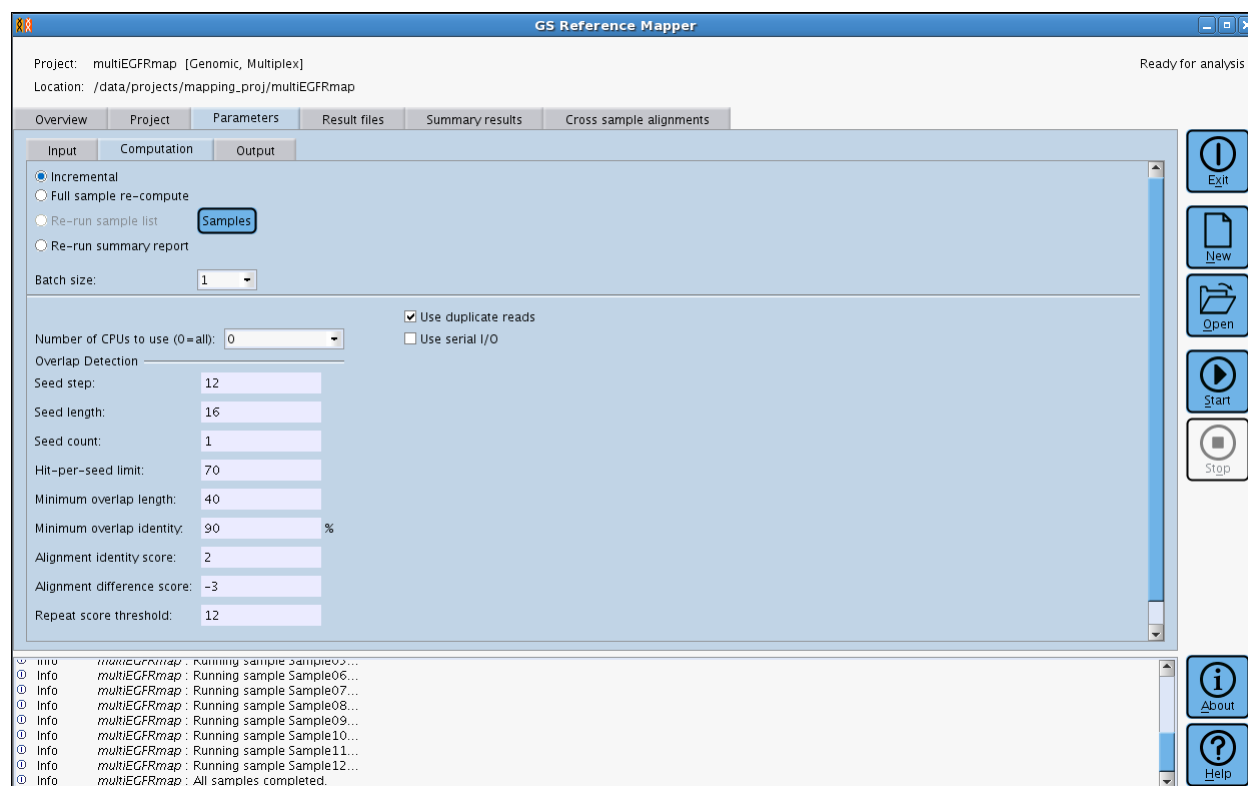 GS Reference Mapper
Project: multiEGFRmap [Genomic, Multiplex]
Ready for analysis
Location: /data/projects/mapping_proj/multiEGFRmap
Overview Project Parameters Result files Summary results Cross sample alignments
Input Computation Output
Incremental
Full sample re-compute
Re-run sample list Samples
Re-run summary report
Batch size: 1
Use duplicate reads
Number of CPUs to use (0=all): 0 Use serial I/O
Overlap Detection
Seed step: 12
Seed length: 16
Seed count: 1
Hit-per-seed limit: 70
Minimum overlap length: 40
Minimum overlap identity: 90 %
Alignment identity score: 2
Alignment difference score: -3
Repeat score threshold: 12
Exit
New
Open
Start
Stop
Info multiEGFRmap : Running sample Sample05...
Info multiEGFRmap : Running sample Sample06...
Info multiEGFRmap : Running sample Sample07...
Info multiEGFRmap : Running sample Sample08...
Info multiEGFRmap : Running sample Sample09...
Info multiEGFRmap : Running sample Sample10...
Info multiEGFRmap : Running sample Sample11...
Info multiEGFRmap : Running sample Sample12...
Info multiEGFRmap : All samples completed.
About
Help